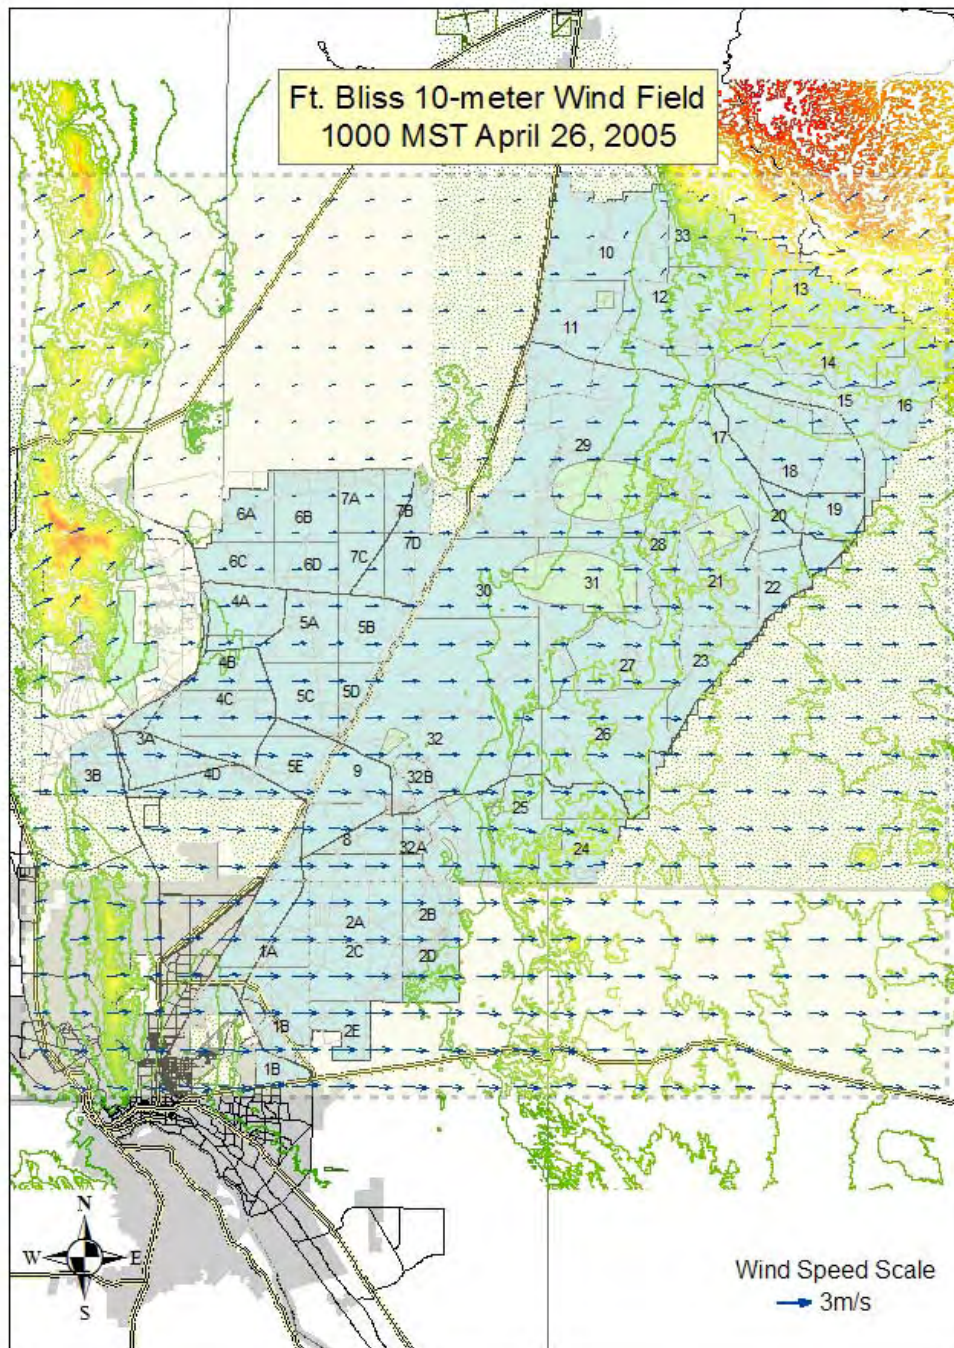 Ft. Bliss 10-meter Wind Field
1000 MST April 26, 2005
33
10
12
13
11
14
15
16
17
29
18
7A
6A
6B
7B
19
20
7D
28
6C
6D
7C
21
30
31
22
4A
5A
5B
4B
27
23
4C
5C
5D
3A
32
26
5E
9
3B
4D
32B
25
8
32A
24
2A
2B
1A
2C
2D
1B
2E
1B
N
W
E
S
Wind Speed Scale
3m/s